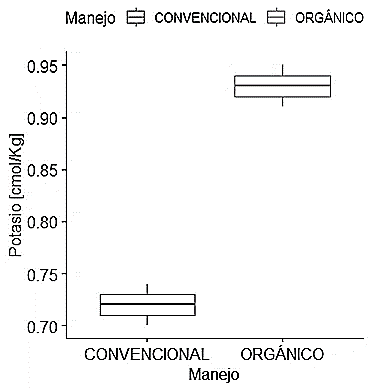 Manejo CONVENCIONAL ORGÁNICO
Potasio [cmol/Kg]
0.95
0.90
0.85
0.80
0.75
0.70
CONVENCIONAL ORGÁNICO
Manejo